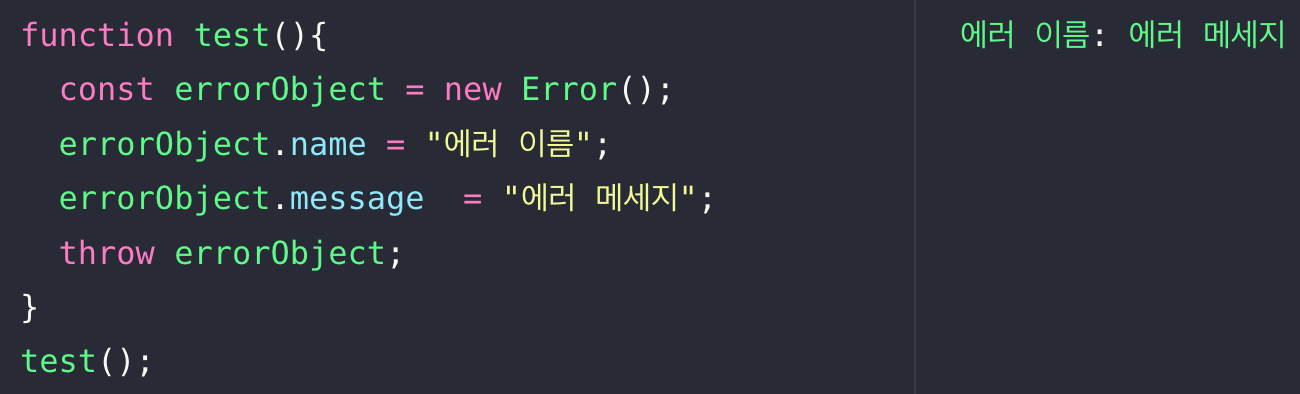 function test(){
  const errorObject = new Error();
  errorObject.name = "에러 이름";
  errorObject.message  = "에러 메세지";
  throw errorObject;
}
test();
에러 이름: 에러 메세지